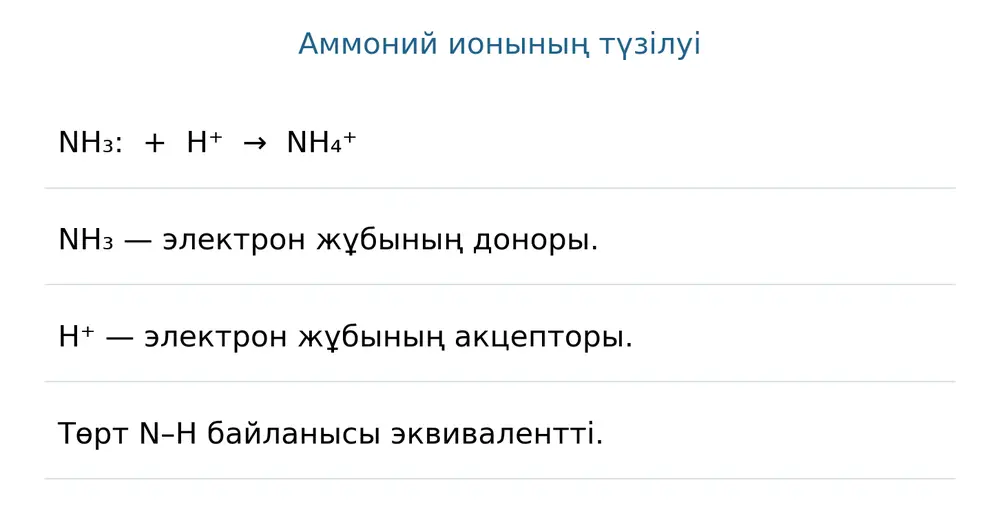 Аммоний ионының түзілуі
NH₃: + H⁺ → NH₄⁺
NH₃ — электрон жұбының доноры.
H⁺ — электрон жұбының акцепторы.
Төрт N–H байланысы эквивалентті.